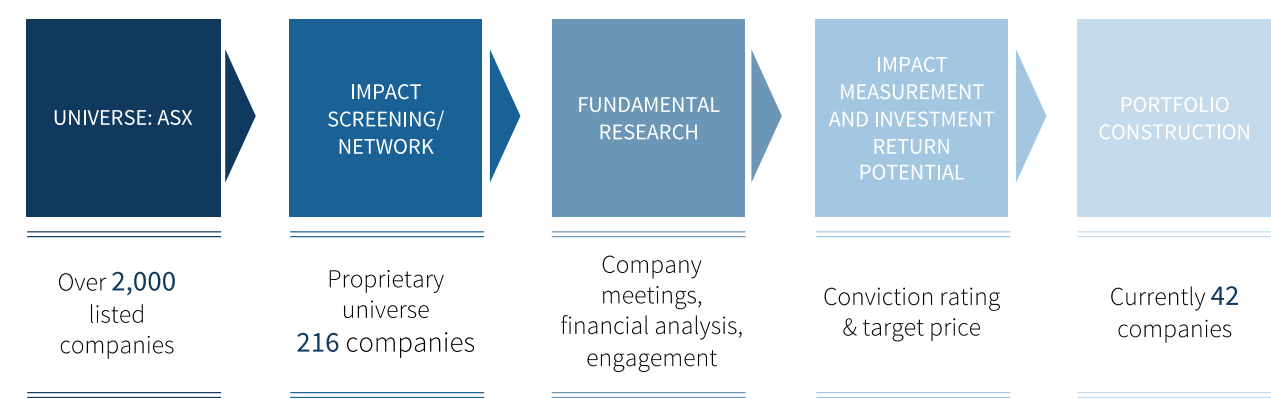 UNIVERSE: ASX
IMPACT
SCREENING/
NETWORK
FUNDAMENTAL
RESEARCH
IMPACT
MEASUREMENT
AND INVESTMENT
RETURN
POTENTIAL
PORTFOLIO
CONSTRUCTION
Over 2,000
listed
companies
Proprietary
universe
216 companies
Company
meetings,
financial analysis,
engagement
Conviction rating
& target price
Currently 42
companies